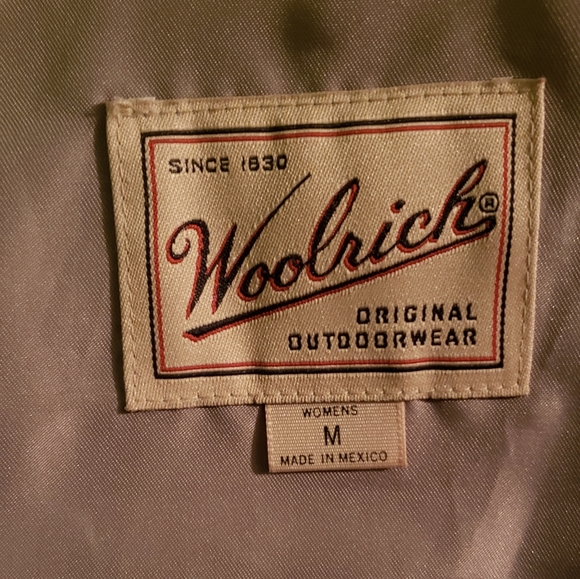 SINCE 1830
Woolrich®
ORIGINAL
OUTDOORWEAR
WOMENS
M
MADE IN MEXICO